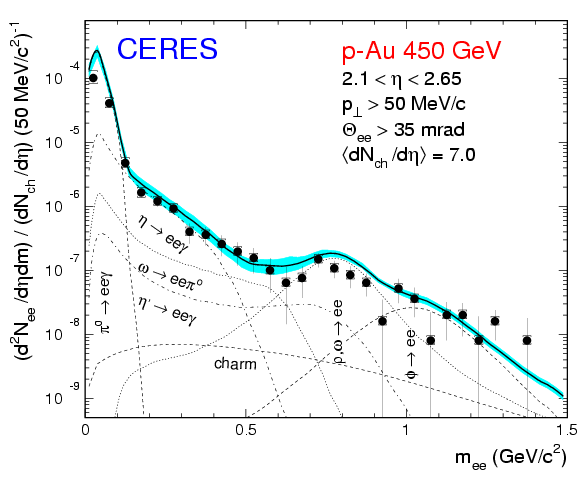 CERES
p-Au 450 GeV
2.1 < η < 2.65
p⊥ > 50 MeV/c
Θee > 35 mrad
⟨dNch /dη⟩ = 7.0
(d²Nee /dηdm) / (dNch /dη) (50 MeV/c²)⁻¹
10⁻⁴
10⁻⁵
10⁻⁶
10⁻⁷
10⁻⁸
10⁻⁹
η → eeγ
ω → eeπ⁰
η' → eeγ
π⁰ → eeγ
charm
ρ,ω → ee
ϕ → ee
0 0.5 1 1.5
mee (GeV/c²)